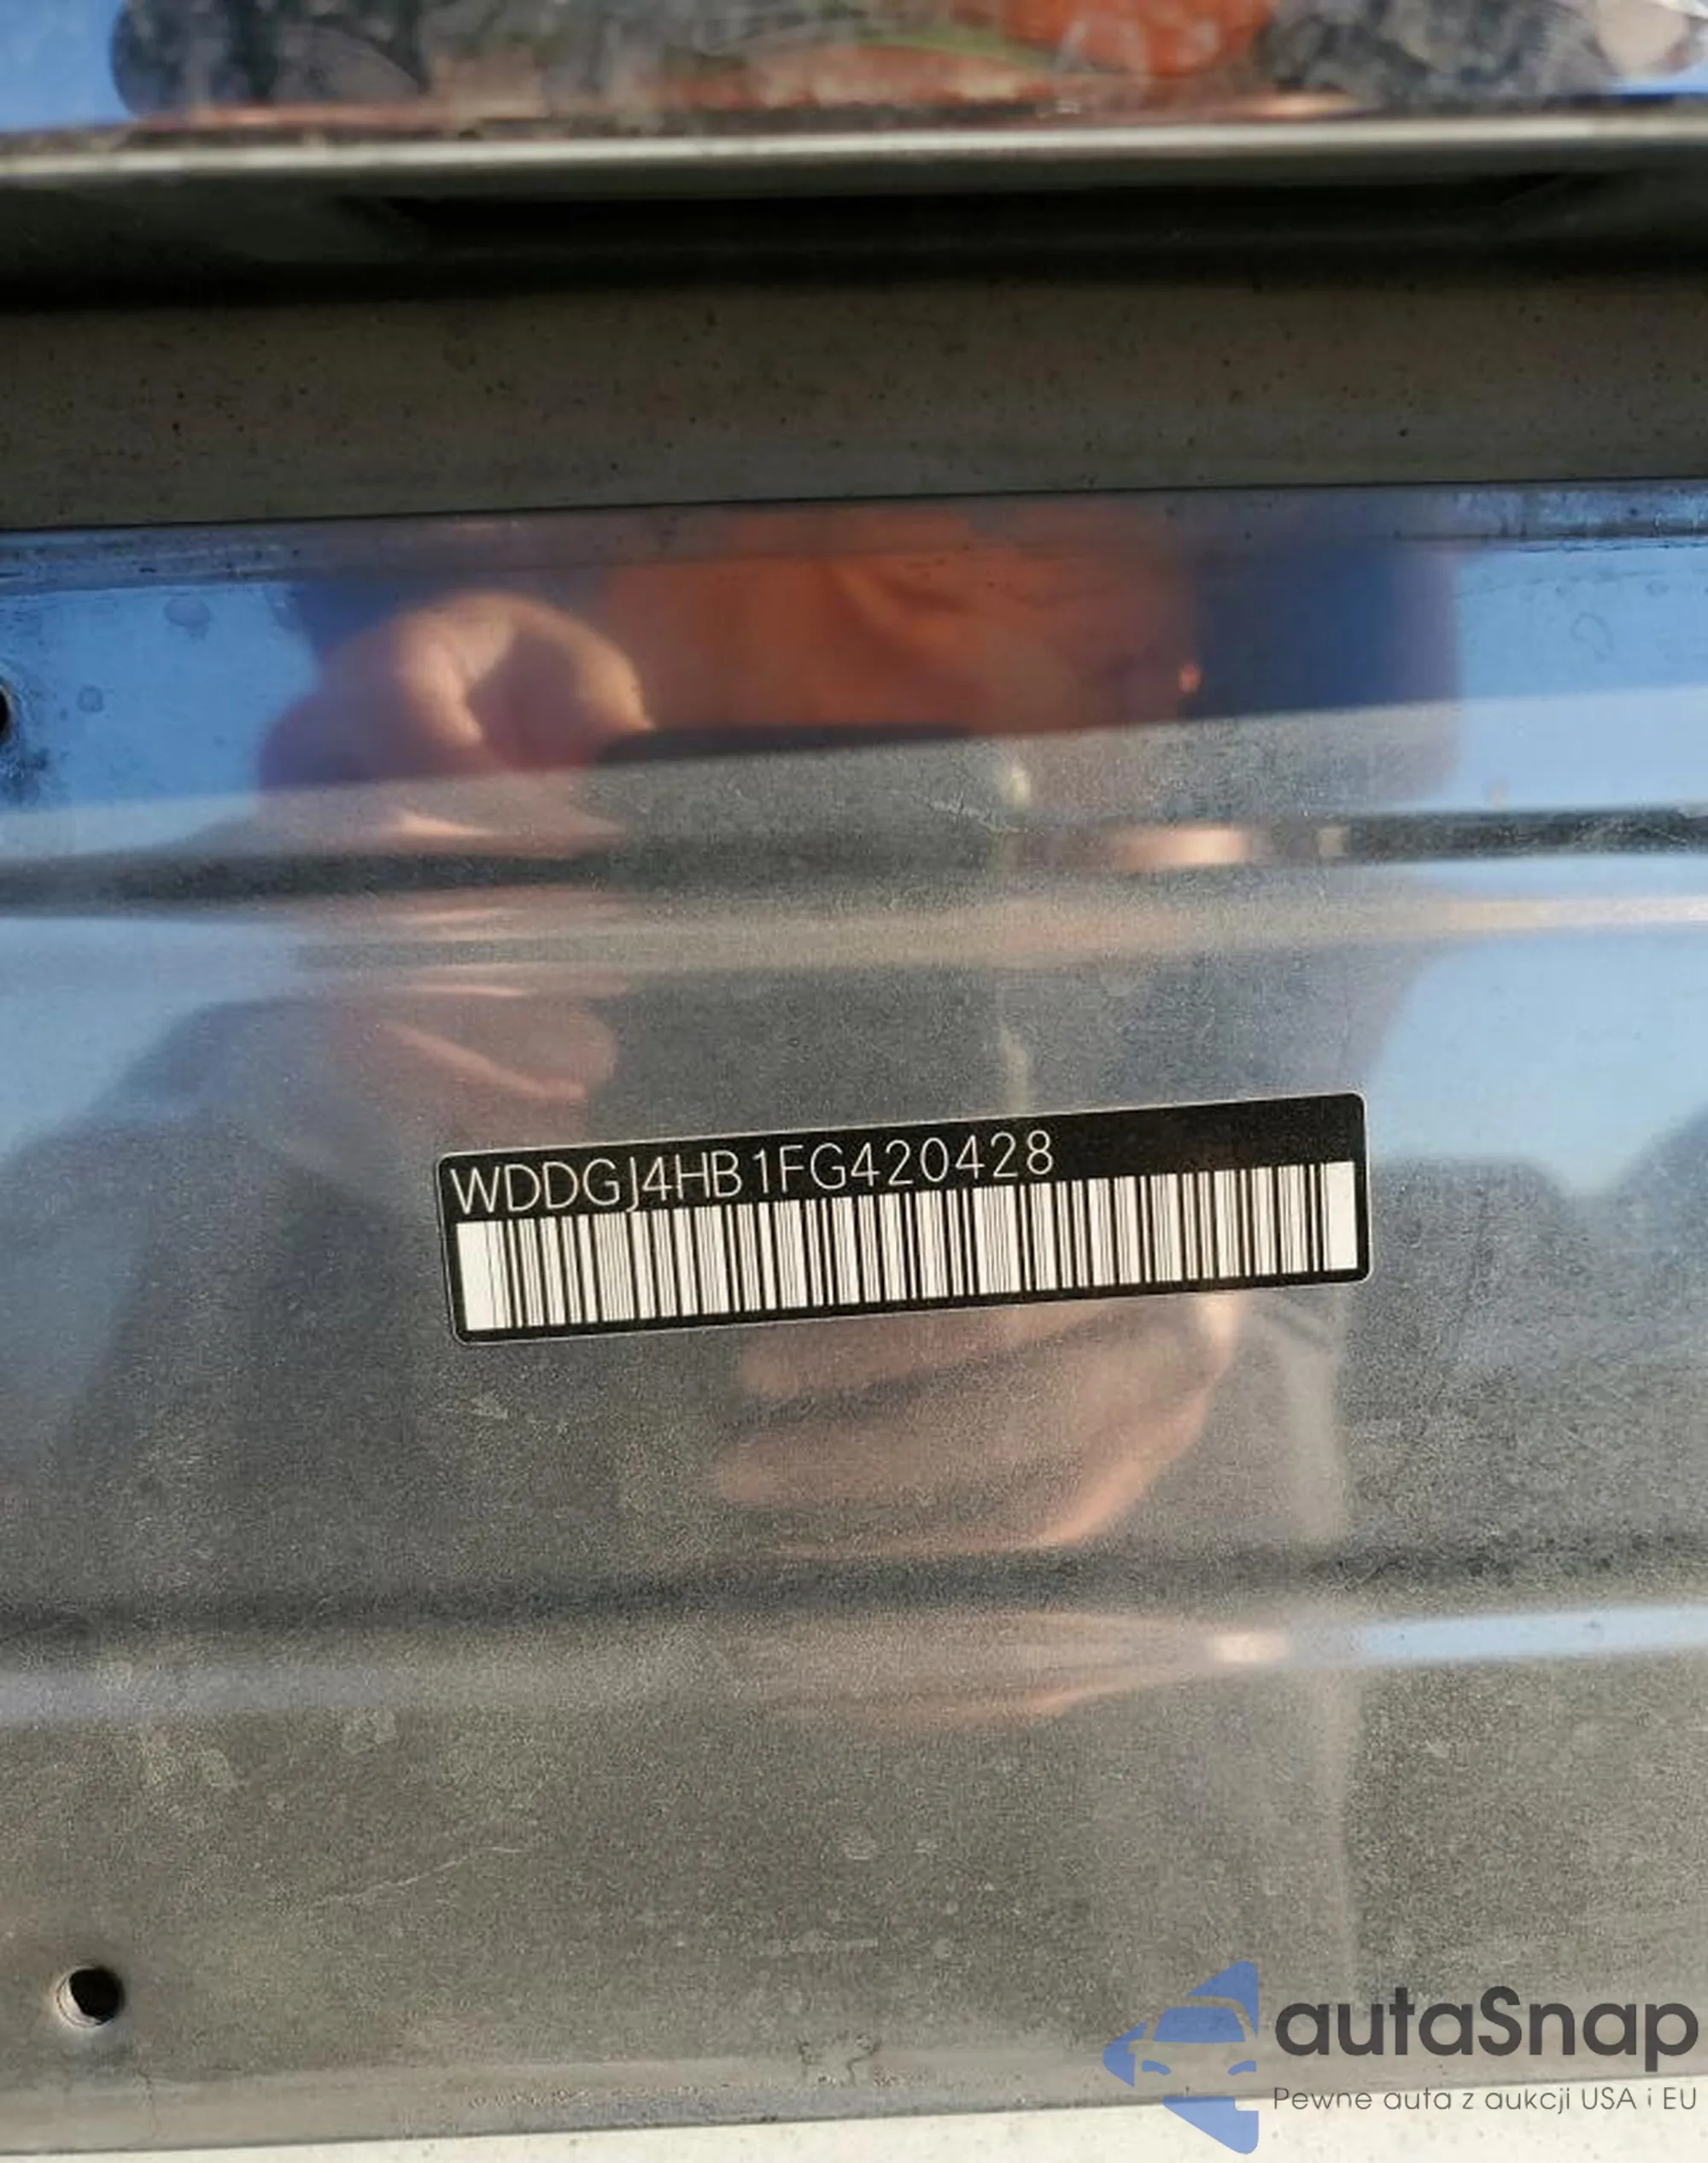 WDDGJ4HB1FG420428
autaSnap
Pewne auta z aukcji USA i EU